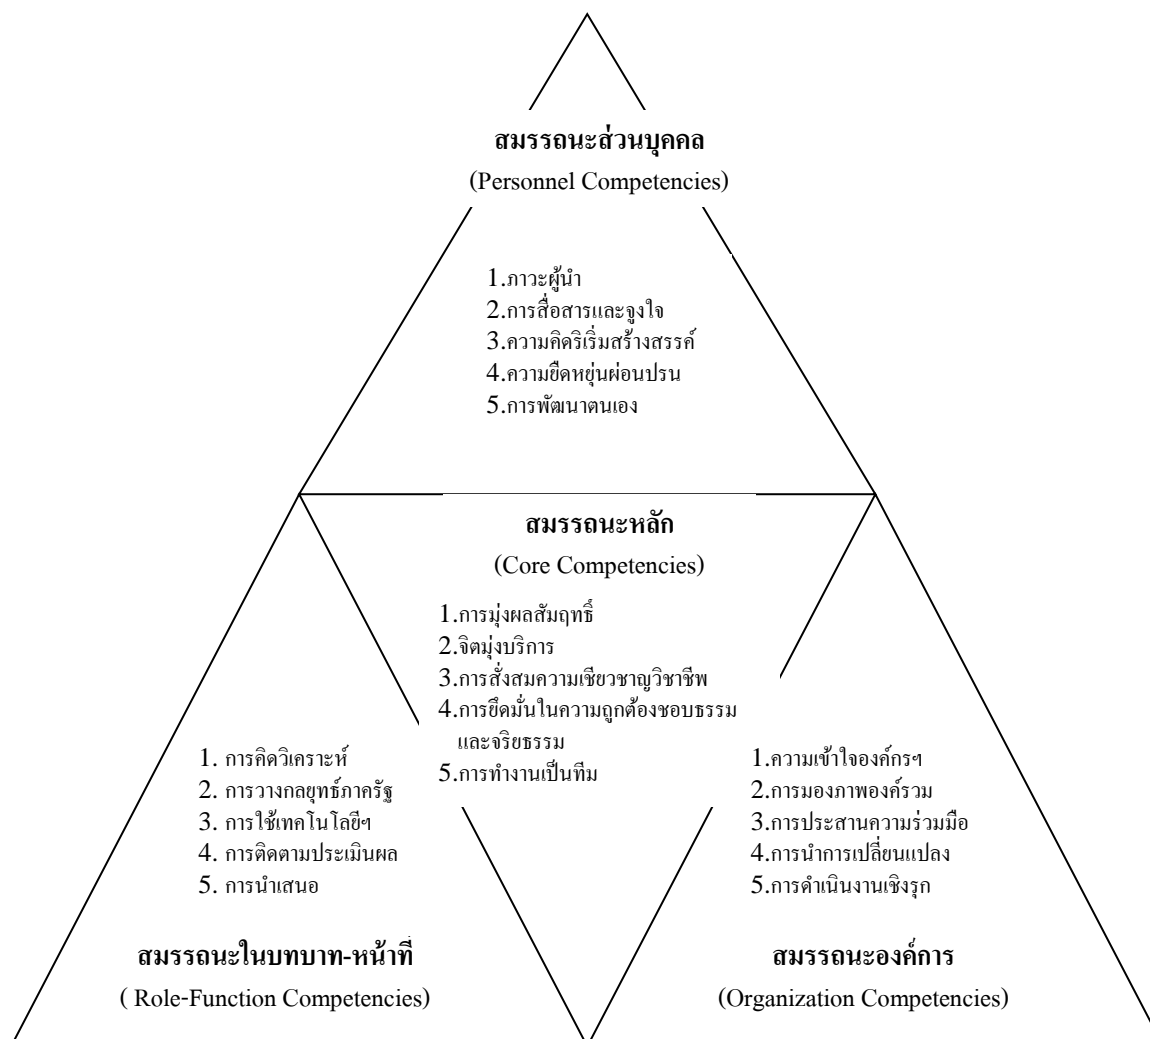 สมรรถนะส่วนบุคคล
(Personnel Competencies)
1.ภาวะผู้นำ
2.การสื่อสารและจูงใจ
3.ความคิดริเริ่มสร้างสรรค์
4.ความยืดหยุ่นผ่อนปรน
5.การพัฒนาตนเอง
สมรรถนะหลัก
(Core Competencies)
1.การมุ่งผลสัมฤทธิ์
2.จิตมุ่งบริการ
3.การสั่งสมความเชียวชาญวิชาชีพ
4.การยึดมั่นในความถูกต้องชอบธรรม
และจริยธรรม
5.การทำงานเป็นทีม
1. การคิดวิเคราะห์
2. การวางกลยุทธ์ภาครัฐ
3. การใช้เทคโนโลยีฯ
4. การติดตามประเมินผล
5. การนำเสนอ
สมรรถนะในบทบาท-หน้าที่
( Role-Function Competencies)
1.ความเข้าใจองค์กรฯ
2.การมองภาพองค์รวม
3.การประสานความร่วมมือ
4.การนำการเปลี่ยนแปลง
5.การดำเนินงานเชิงรุก
สมรรถนะองค์การ
(Organization Competencies)